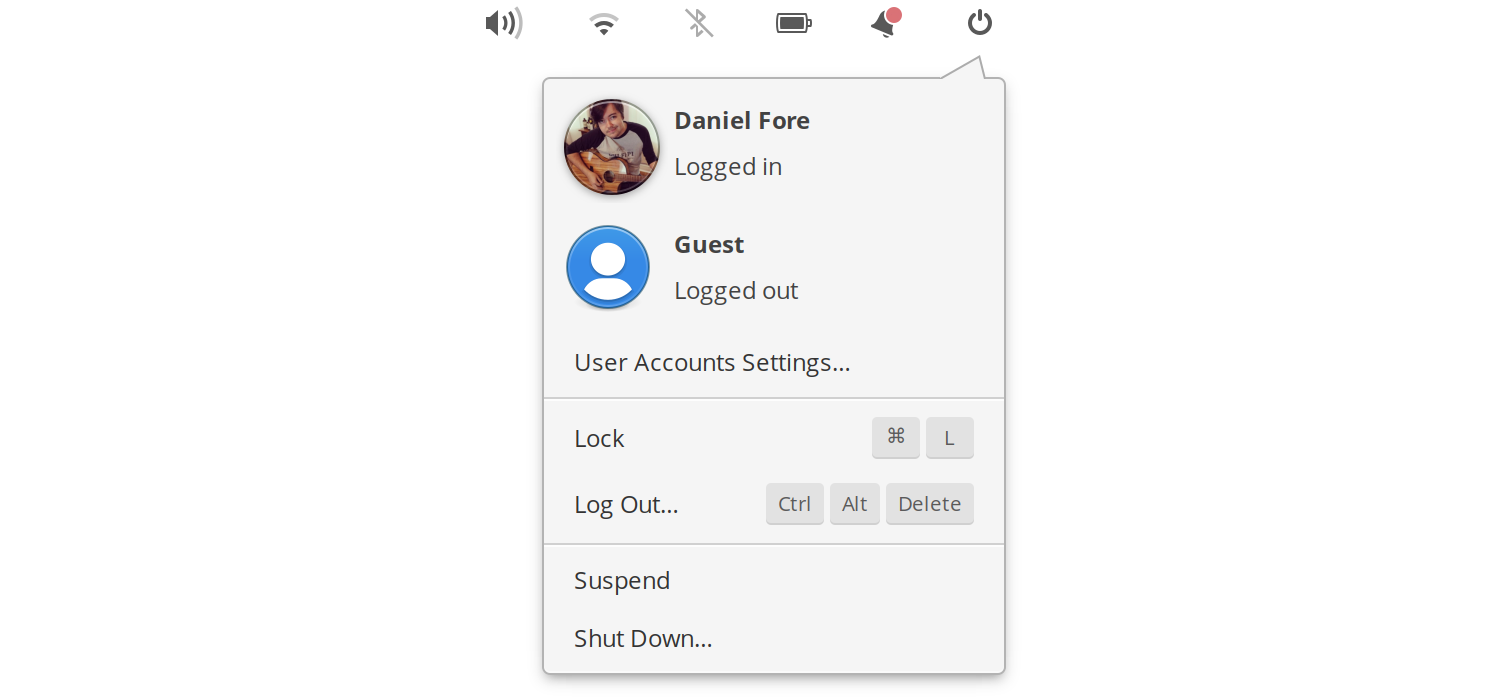 Daniel Fore
Logged in
Guest
Logged out
User Accounts Settings...
Lock ⌘ L
Log Out... Ctrl Alt Delete
Suspend
Shut Down...